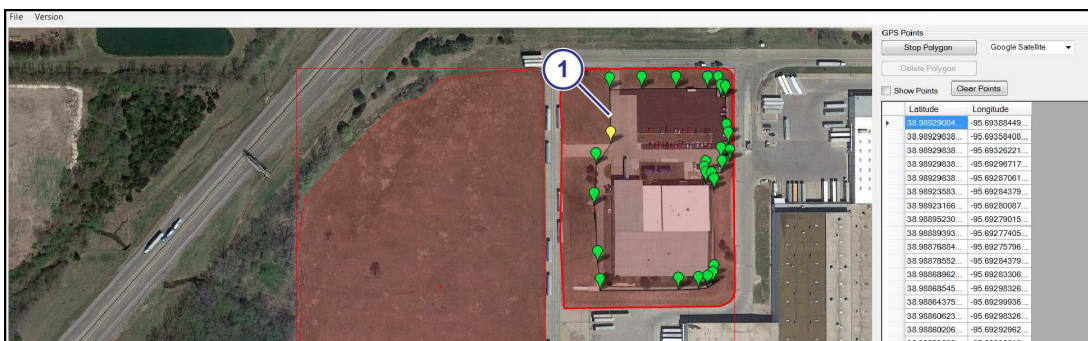 File Version
GPS Points
Stop Polygon Google Satellite
Delete Polygon
Show Points Clear Points
Latitude Longitude
38.98929004... -95.69388449...
38.98929838... -95.69358408...
38.98929838... -95.69326221...
38.98929838... -95.69296717...
38.98929838... -95.69287061...
38.98923583... -95.69284379...
38.98923166... -95.69280087...
38.98895230... -95.69279015...
38.98889393... -95.69277405...
38.98876884... -95.69275796...
38.98878552... -95.69284379...
38.98868962... -95.69283306...
38.98868545... -95.69298326...
38.98864375... -95.69299936...
38.98860623... -95.69298326...
38.98860206... -95.69292962...
1